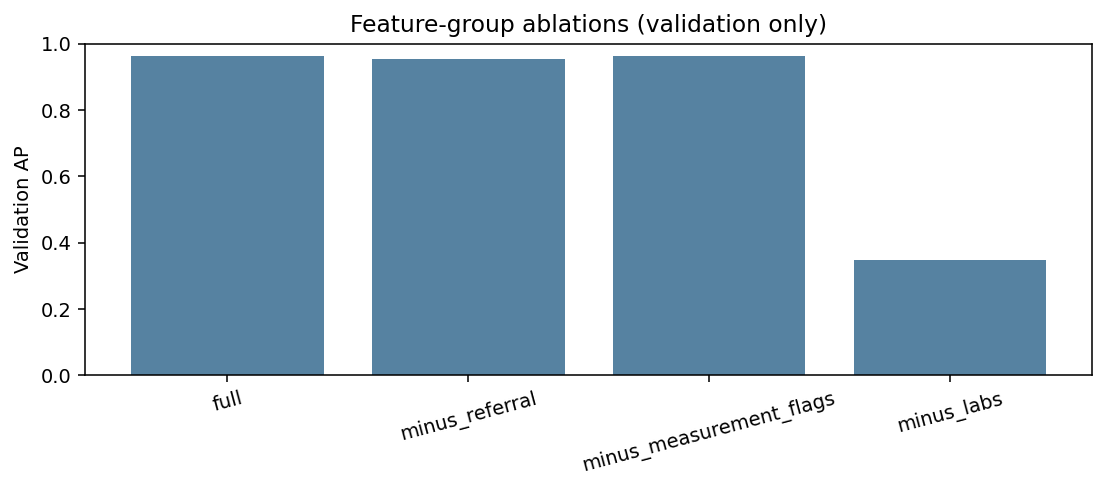 Feature-group ablations (validation only)
Validation AP
1.0
0.8
0.6
0.4
0.2
0.0
full
minus_referral
minus_measurement_flags
minus_labs